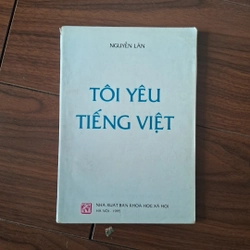 NGUYỄN LÂN
TÔI YÊU
TIẾNG VIỆT
NHÀ XUẤT BẢN KHOA HỌC XÃ HỘI